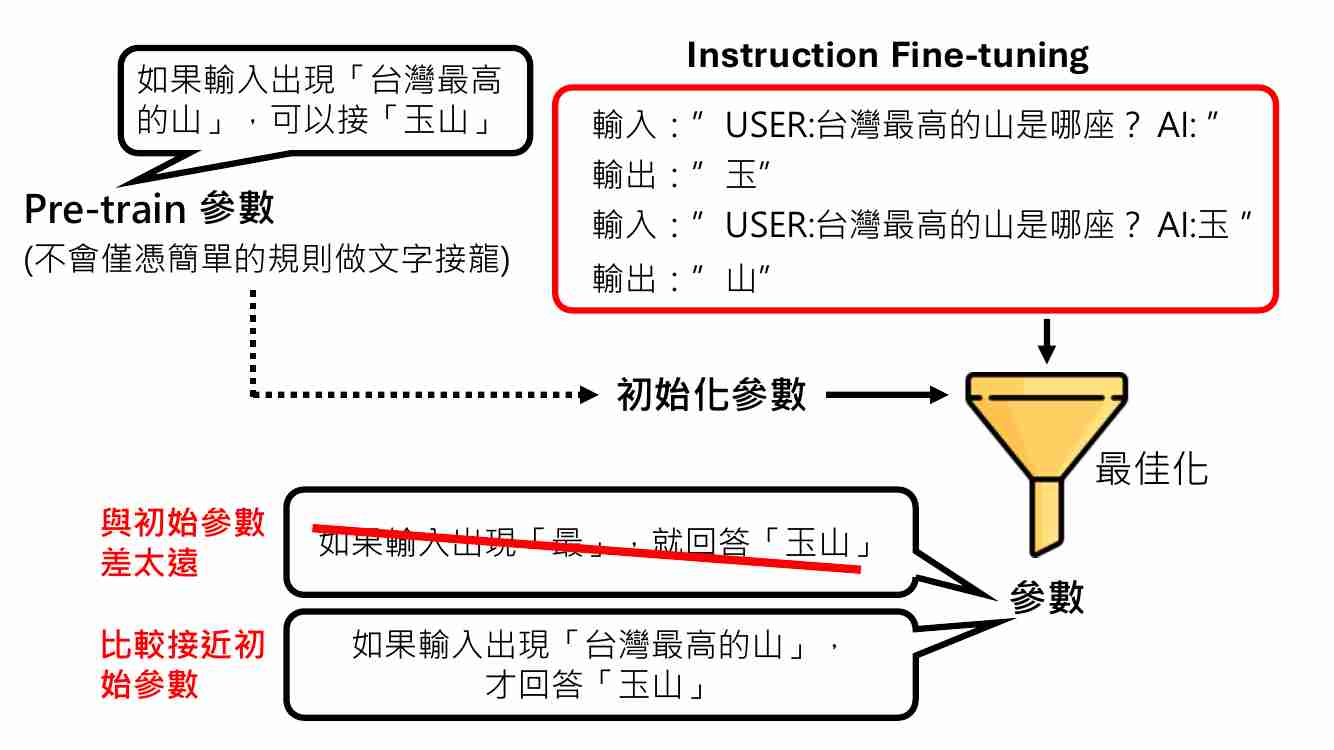 如果輸入出現「台灣最高
的山」，可以接「玉山」
Pre-train 參數
(不會僅憑簡單的規則做文字接龍)
Instruction Fine-tuning
輸入：”USER:台灣最高的山是哪座？ AI: ”
輸出：”玉”
輸入：”USER:台灣最高的山是哪座？ AI:玉 ”
輸出：”山”
初始化參數
最佳化
與初始參數
差太遠
如果輸入出現「最」，就回答「玉山」
參數
比較接近初
始參數
如果輸入出現「台灣最高的山」，
才回答「玉山」